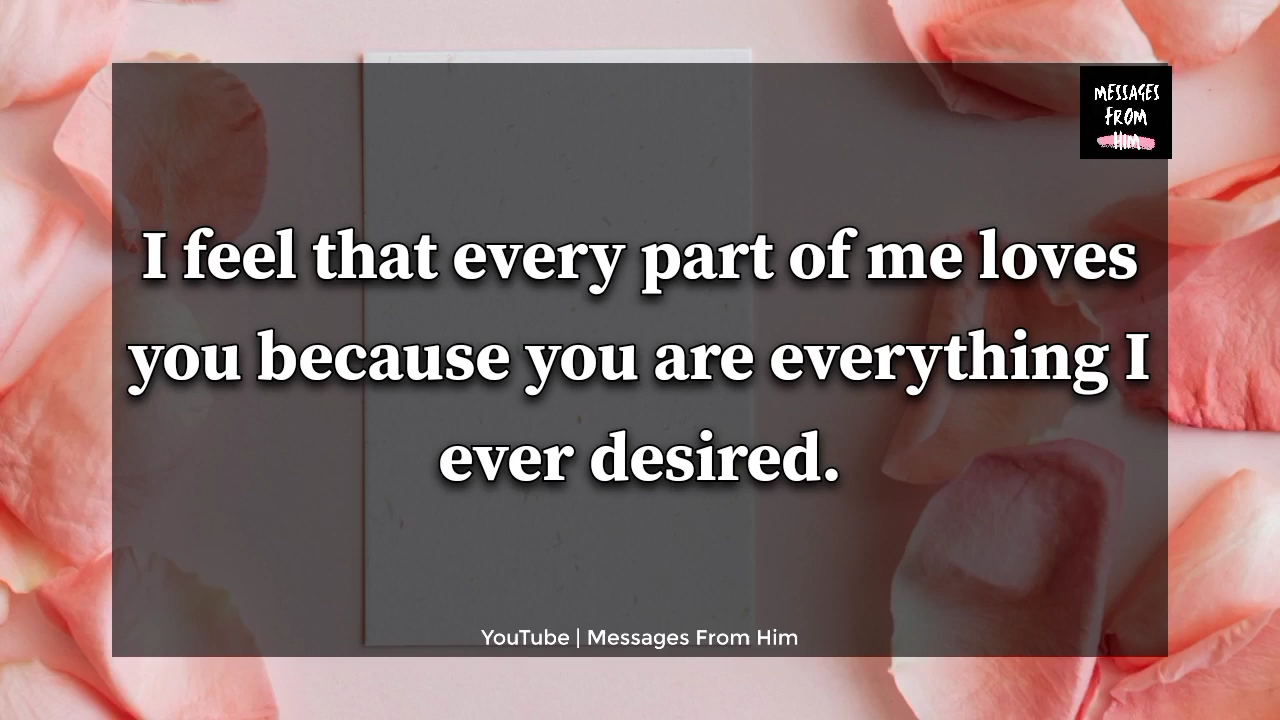 MESSAGES
FROM
HIM
I feel that every part of me loves
you because you are everything I
ever desired.
YouTube | Messages From Him